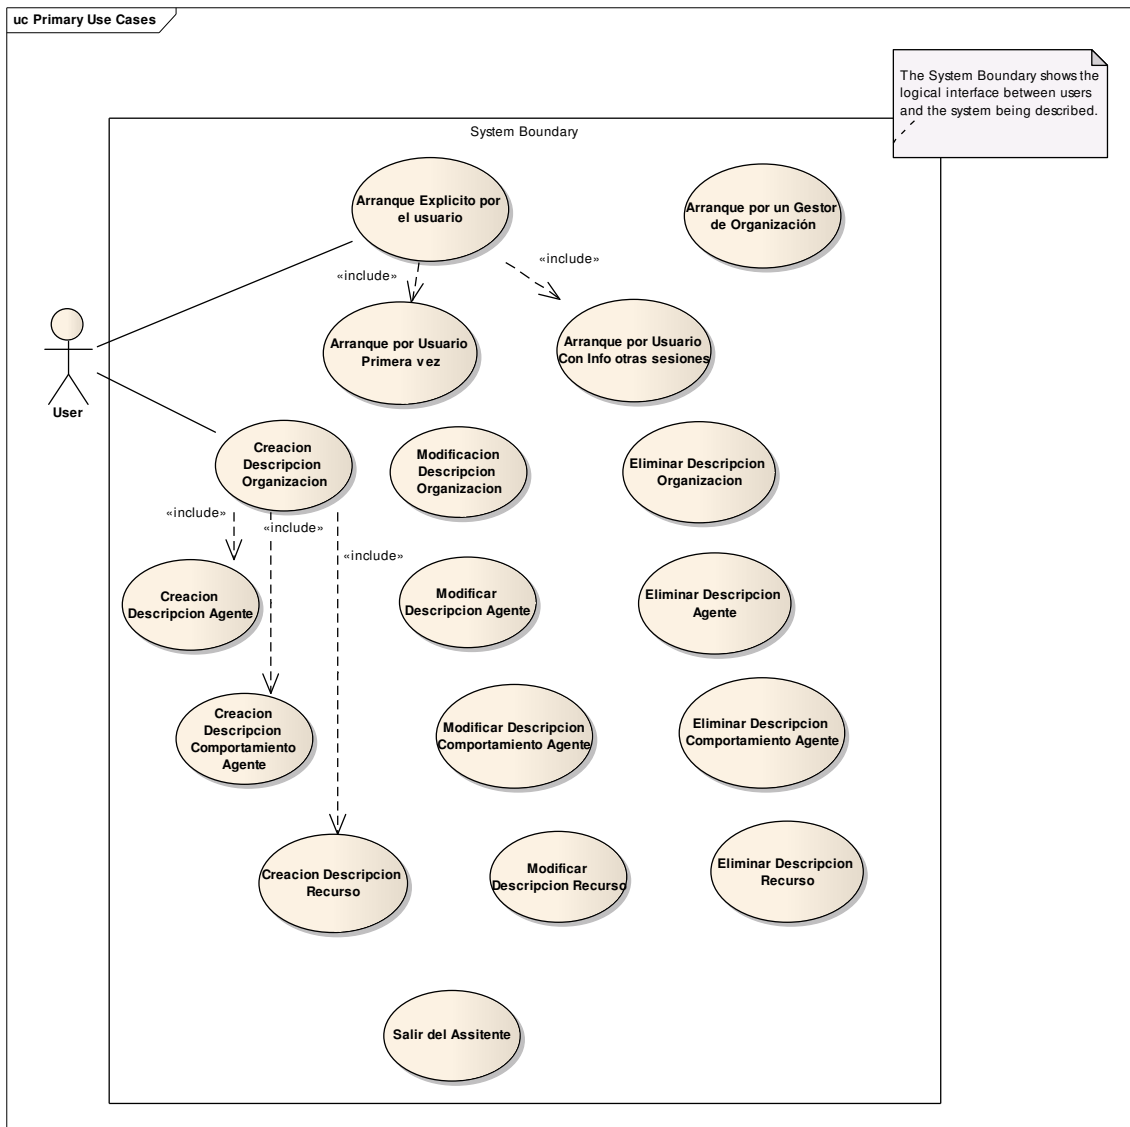 uc Primary Use Cases
The System Boundary shows the
logical interface between users
and the system being described.
System Boundary
Arranque Explicito por
el usuario
Arranque por un Gestor
de Organización
«include»
«include»
Arranque por Usuario
Primera vez
Arranque por Usuario
Con Info otras sesiones
User
Creacion
Descripcion
Organizacion
Modificacion
Descripcion
Organizacion
Eliminar Descripcion
Organizacion
«include»
«include»
«include»
Creacion
Descripcion Agente
Modificar
Descripcion Agente
Eliminar Descripcion
Agente
Creacion
Descripcion
Comportamiento
Agente
Modificar Descripcion
Comportamiento Agente
Eliminar Descripcion
Comportamiento Agente
Creacion Descripcion
Recurso
Modificar
Descripcion Recurso
Eliminar Descripcion
Recurso
Salir del Assitente